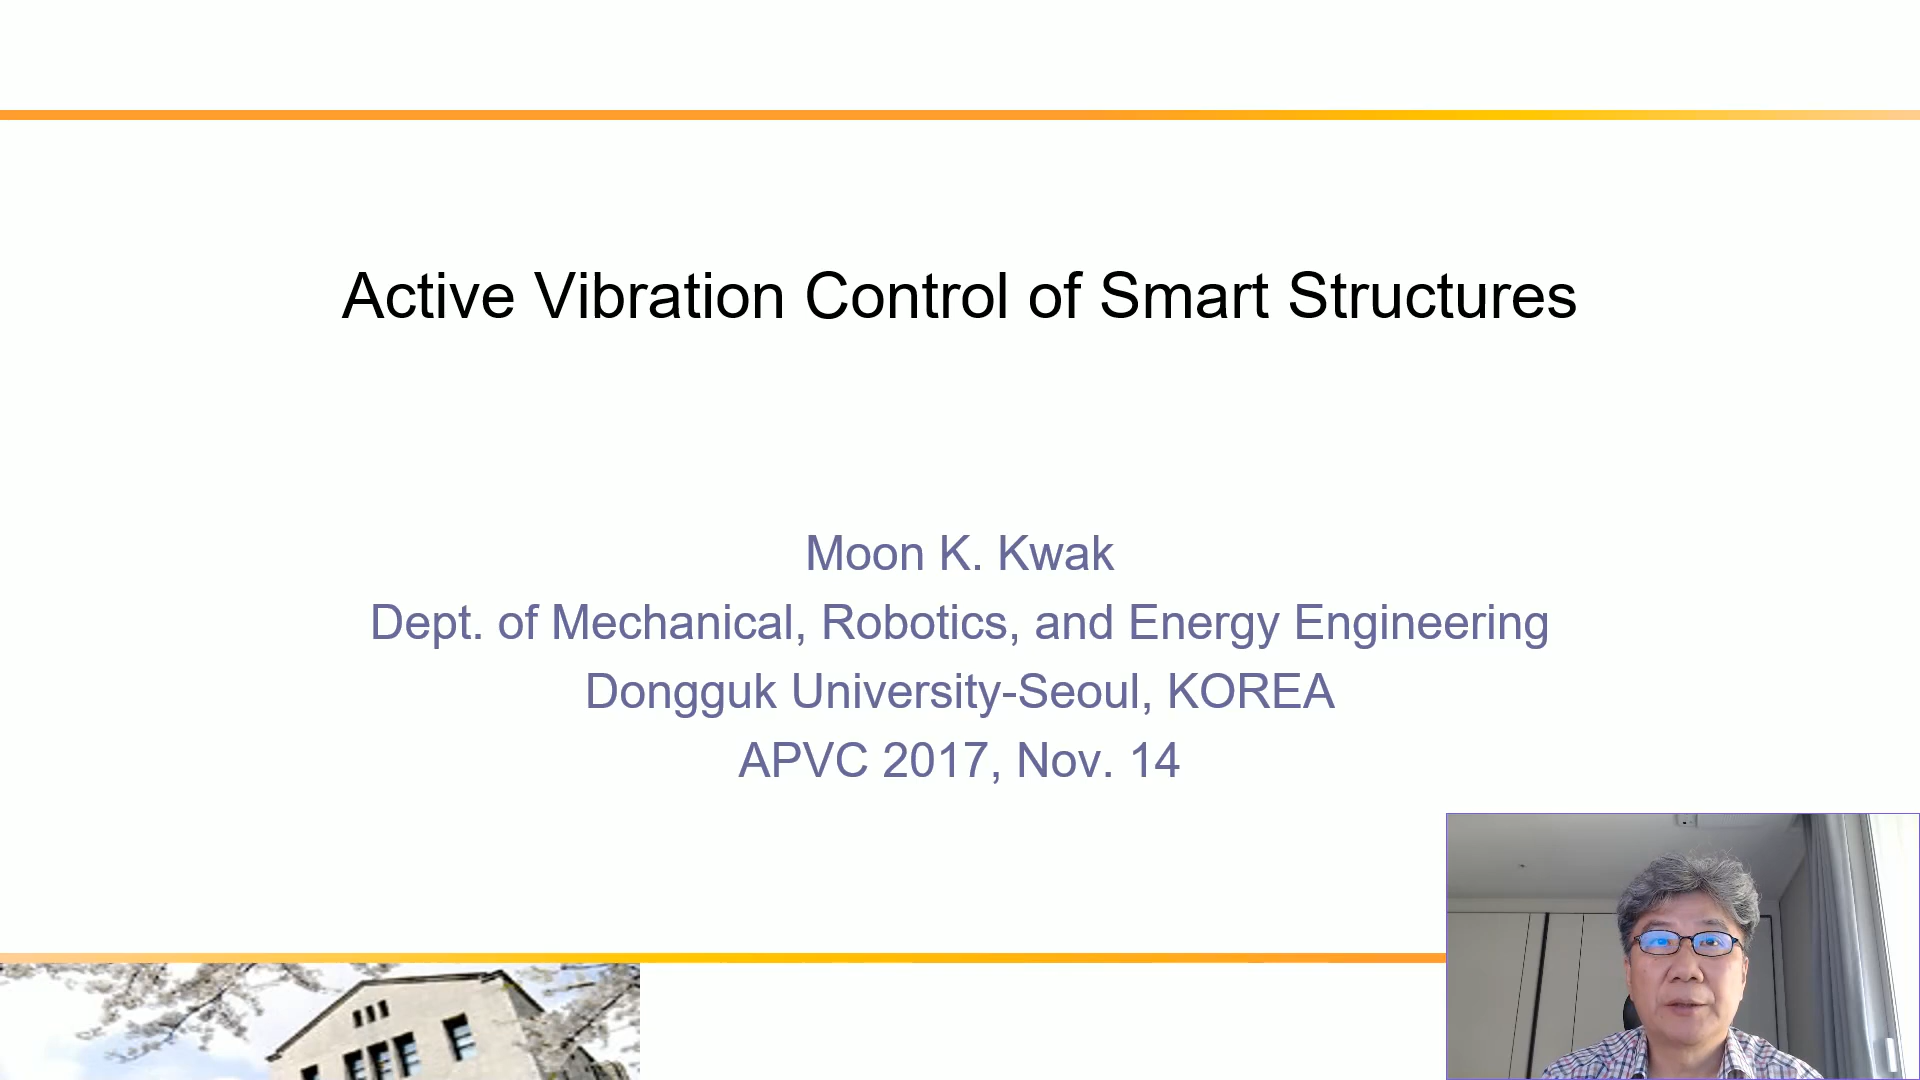 Active Vibration Control of Smart Structures
Moon K. Kwak
Dept. of Mechanical, Robotics, and Energy Engineering
Dongguk University-Seoul, KOREA
APVC 2017, Nov. 14